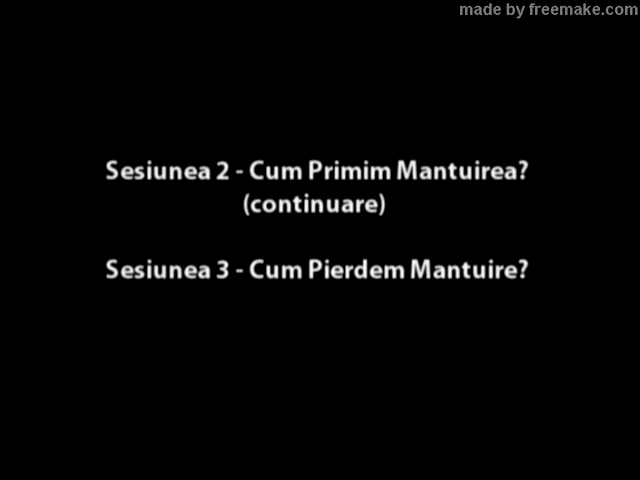 made by freemake.com
Sesiunea 2 - Cum Primim Mantuirea?
(continuare)
Sesiunea 3 - Cum Pierdem Mantuire?